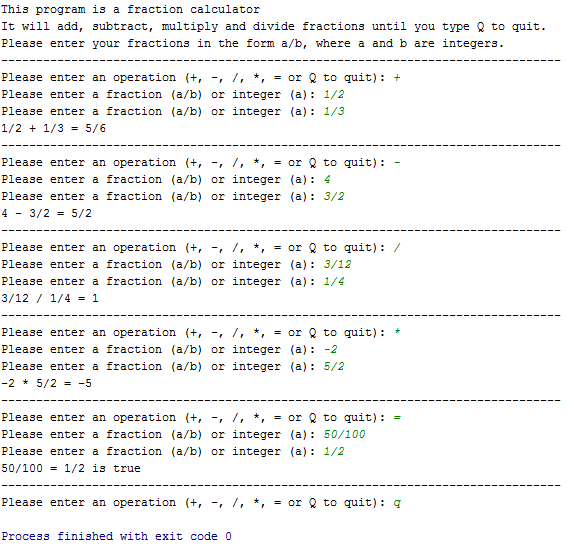 This program is a fraction calculator
It will add, subtract, multiply and divide fractions until you type Q to quit.
Please enter your fractions in the form a/b, where a and b are integers.
--------------------------------------------------------------------------------
Please enter an operation (+, -, /, *, = or Q to quit): +
Please enter a fraction (a/b) or integer (a): 1/2
Please enter a fraction (a/b) or integer (a): 1/3
1/2 + 1/3 = 5/6
--------------------------------------------------------------------------------
Please enter an operation (+, -, /, *, = or Q to quit): -
Please enter a fraction (a/b) or integer (a): 4
Please enter a fraction (a/b) or integer (a): 3/2
4 - 3/2 = 5/2
--------------------------------------------------------------------------------
Please enter an operation (+, -, /, *, = or Q to quit): /
Please enter a fraction (a/b) or integer (a): 3/12
Please enter a fraction (a/b) or integer (a): 1/4
3/12 / 1/4 = 1
--------------------------------------------------------------------------------
Please enter an operation (+, -, /, *, = or Q to quit): *
Please enter a fraction (a/b) or integer (a): -2
Please enter a fraction (a/b) or integer (a): 5/2
-2 * 5/2 = -5
--------------------------------------------------------------------------------
Please enter an operation (+, -, /, *, = or Q to quit): =
Please enter a fraction (a/b) or integer (a): 50/100
Please enter a fraction (a/b) or integer (a): 1/2
50/100 = 1/2 is true
--------------------------------------------------------------------------------
Please enter an operation (+, -, /, *, = or Q to quit): q
Process finished with exit code 0